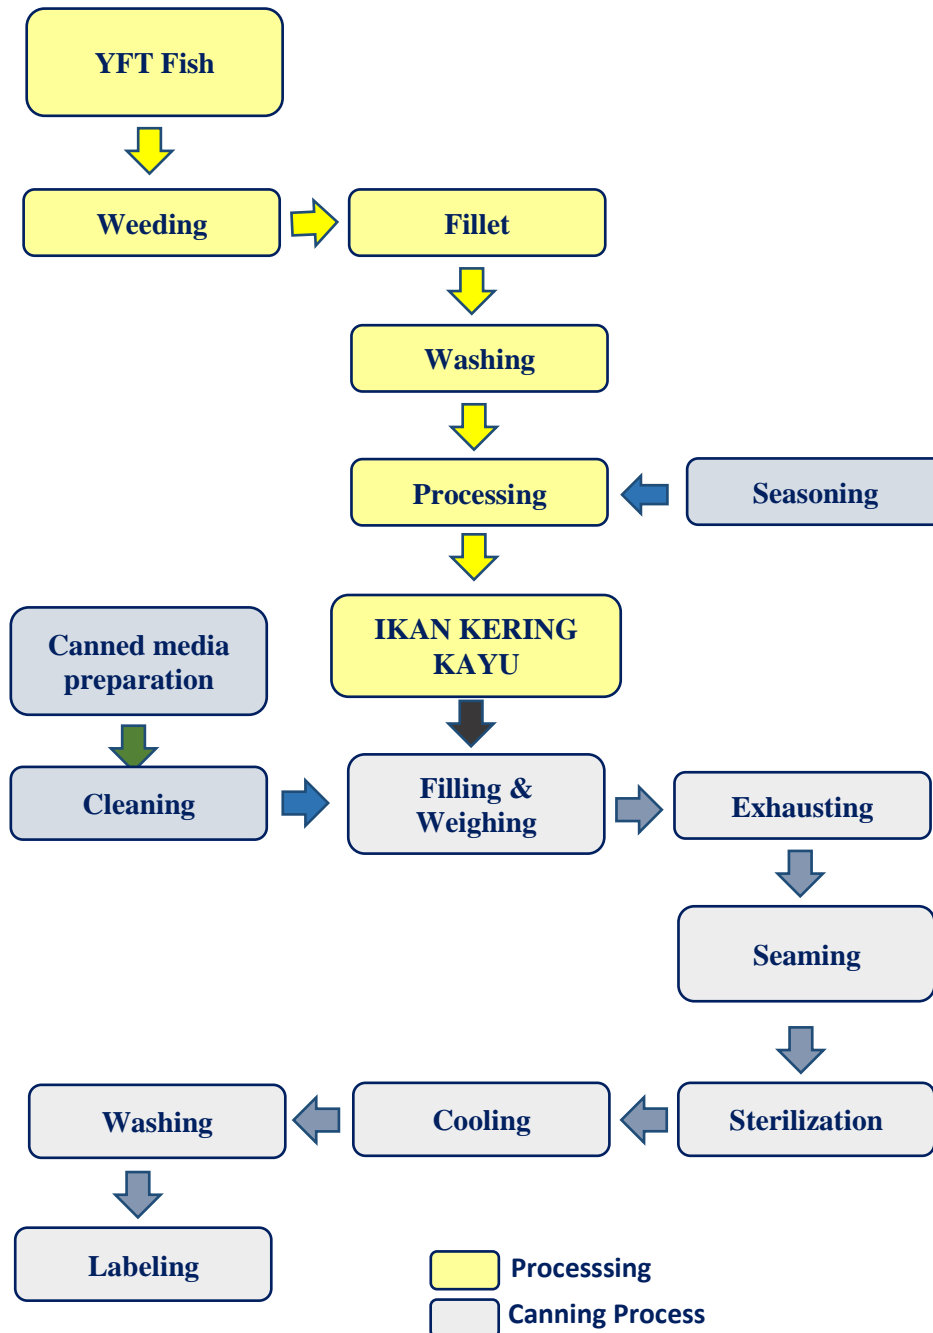 YFT Fish
Weeding
Fillet
Washing
Processing
Seasoning
IKAN KERING
KAYU
Canned media
preparation
Cleaning
Filling &
Weighing
Exhausting
Seaming
Sterilization
Cooling
Washing
Labeling
Processsing
Canning Process